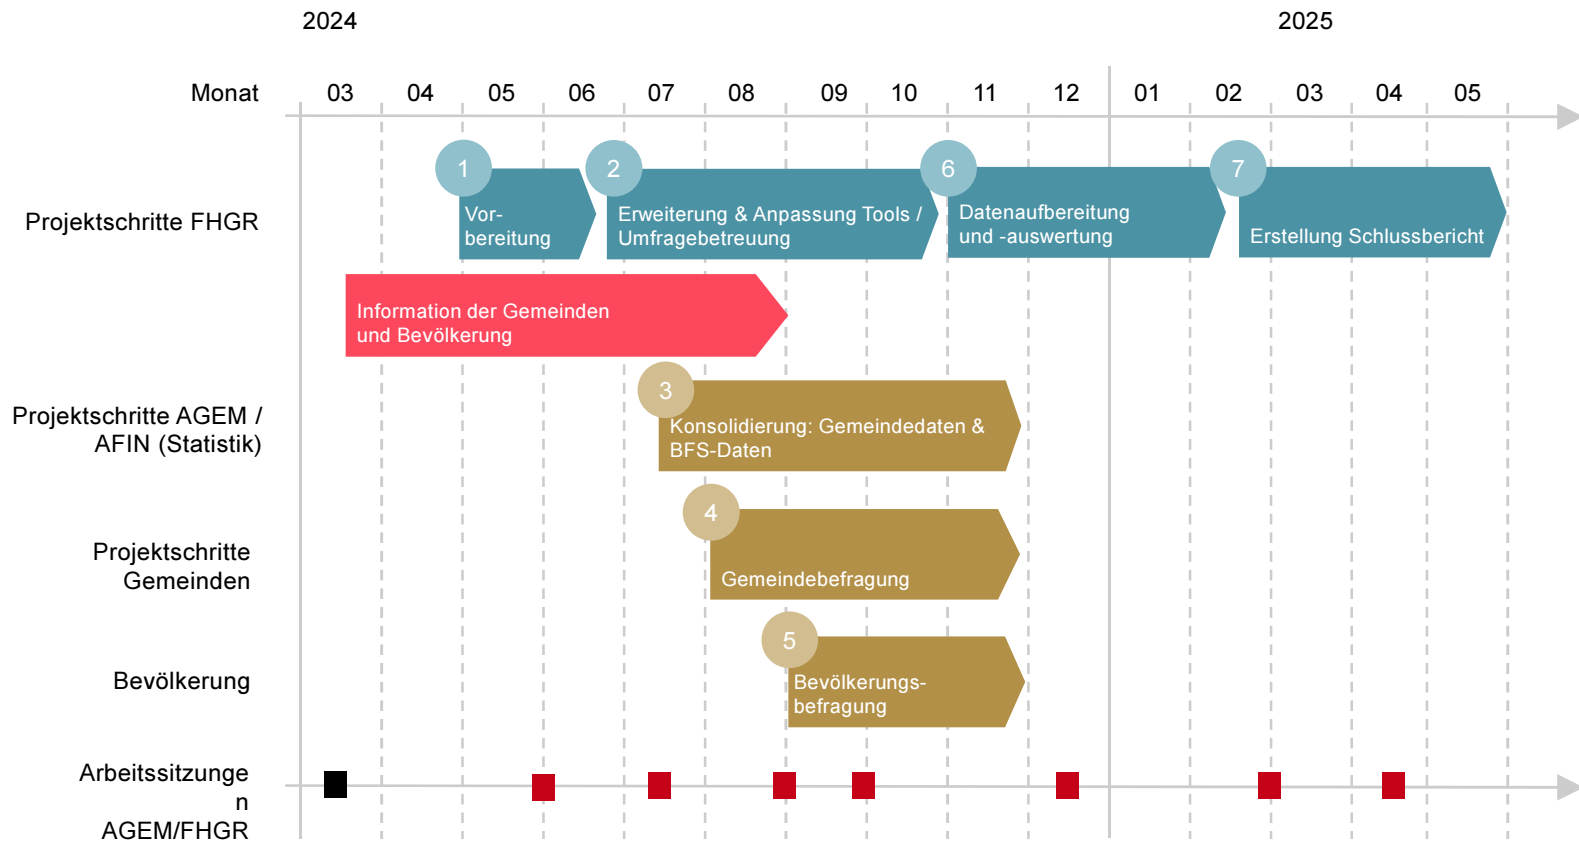 2024
2025
Monat
03 04 05 06 07 08 09 10 11 12 01 02 03 04 05
1
2
6
7
Projektschritte FHGR
Vor-
bereitung
Erweiterung & Anpassung Tools /
Umfragebetreuung
Datenaufbereitung
und -auswertung
Erstellung Schlussbericht
Information der Gemeinden
und Bevölkerung
Projektschritte AGEM /
AFIN (Statistik)
3
Konsolidierung: Gemeindedaten &
BFS-Daten
Projektschritte
Gemeinden
4
Gemeindebefragung
Bevölkerung
5
Bevölkerungs-
befragung
Arbeitssitzunge
n
AGEM/FHGR